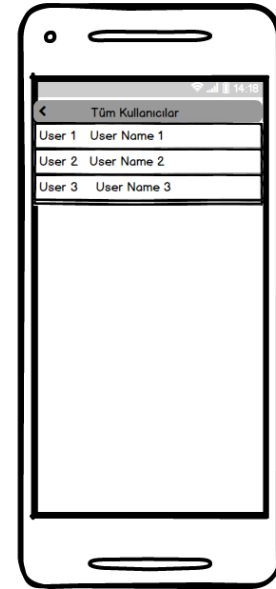 14:18
Tüm Kullanıcılar
User 1 User Name 1
User 2 User Name 2
User 3 User Name 3